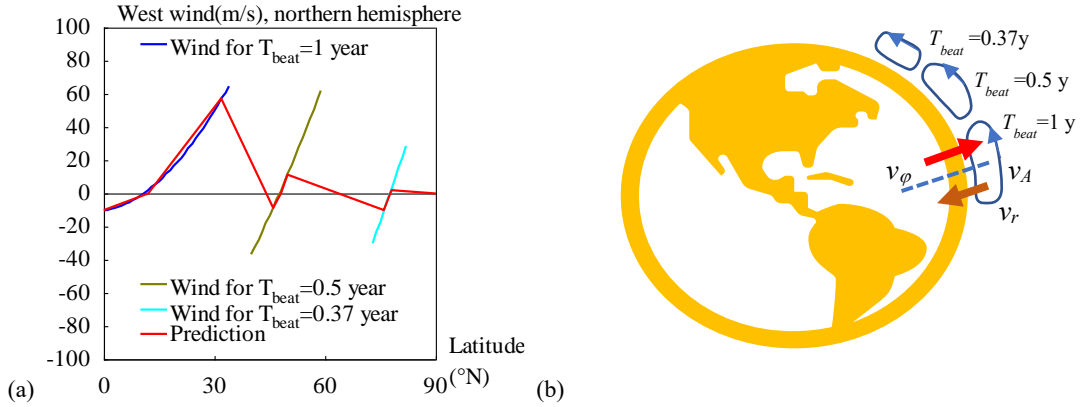 West wind(m/s), northern hemisphere
100
80
60
40
20
0
-20
-40
-60
-80
-100
Wind for T_beat=1 year
Wind for T_beat=0.5 year
Wind for T_beat=0.37 year
Prediction
Latitude
(°N)
0
30
60
90
(a)
T_beat =0.37y
T_beat =0.5 y
T_beat =1 y
v_φ
v_A
v_r
(b)